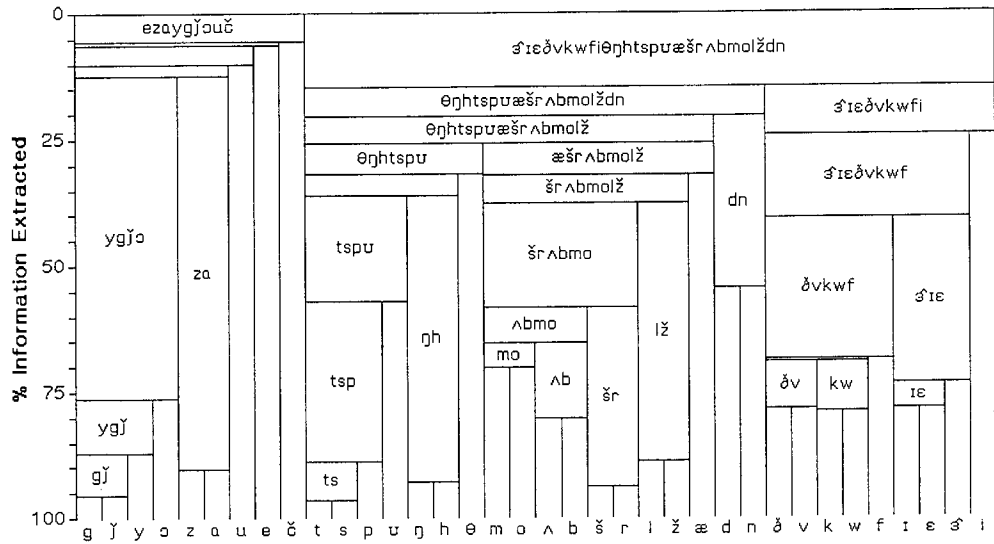 0
ezɑygǰɔuč
ɝɪɛðvkwfiθŋhtspʊæšrʌbmolždn
θŋhtspʊæšrʌbmolždn
ɝɪɛðvkwfi
25
θŋhtspʊæšrʌbmolž
θŋhtspʊ
æšrʌbmolž
ɝɪɛðvkwf
šrʌbmolž
dn
ygǰɔ
zɑ
tspʊ
šrʌbmo
50
ðvkwf
ɝɪɛ
ŋh
ʌbmo
lž
mo
tsp
ʌb
šr
75
ðv
kw
ɪɛ
ygǰ
gǰ
ts
100
g ǰ y ɔ z ɑ u e č t s p ʊ ŋ h θ m o ʌ b š r l ž æ d n ð v k w f ɪ ɛ ɝ i
% Information Extracted